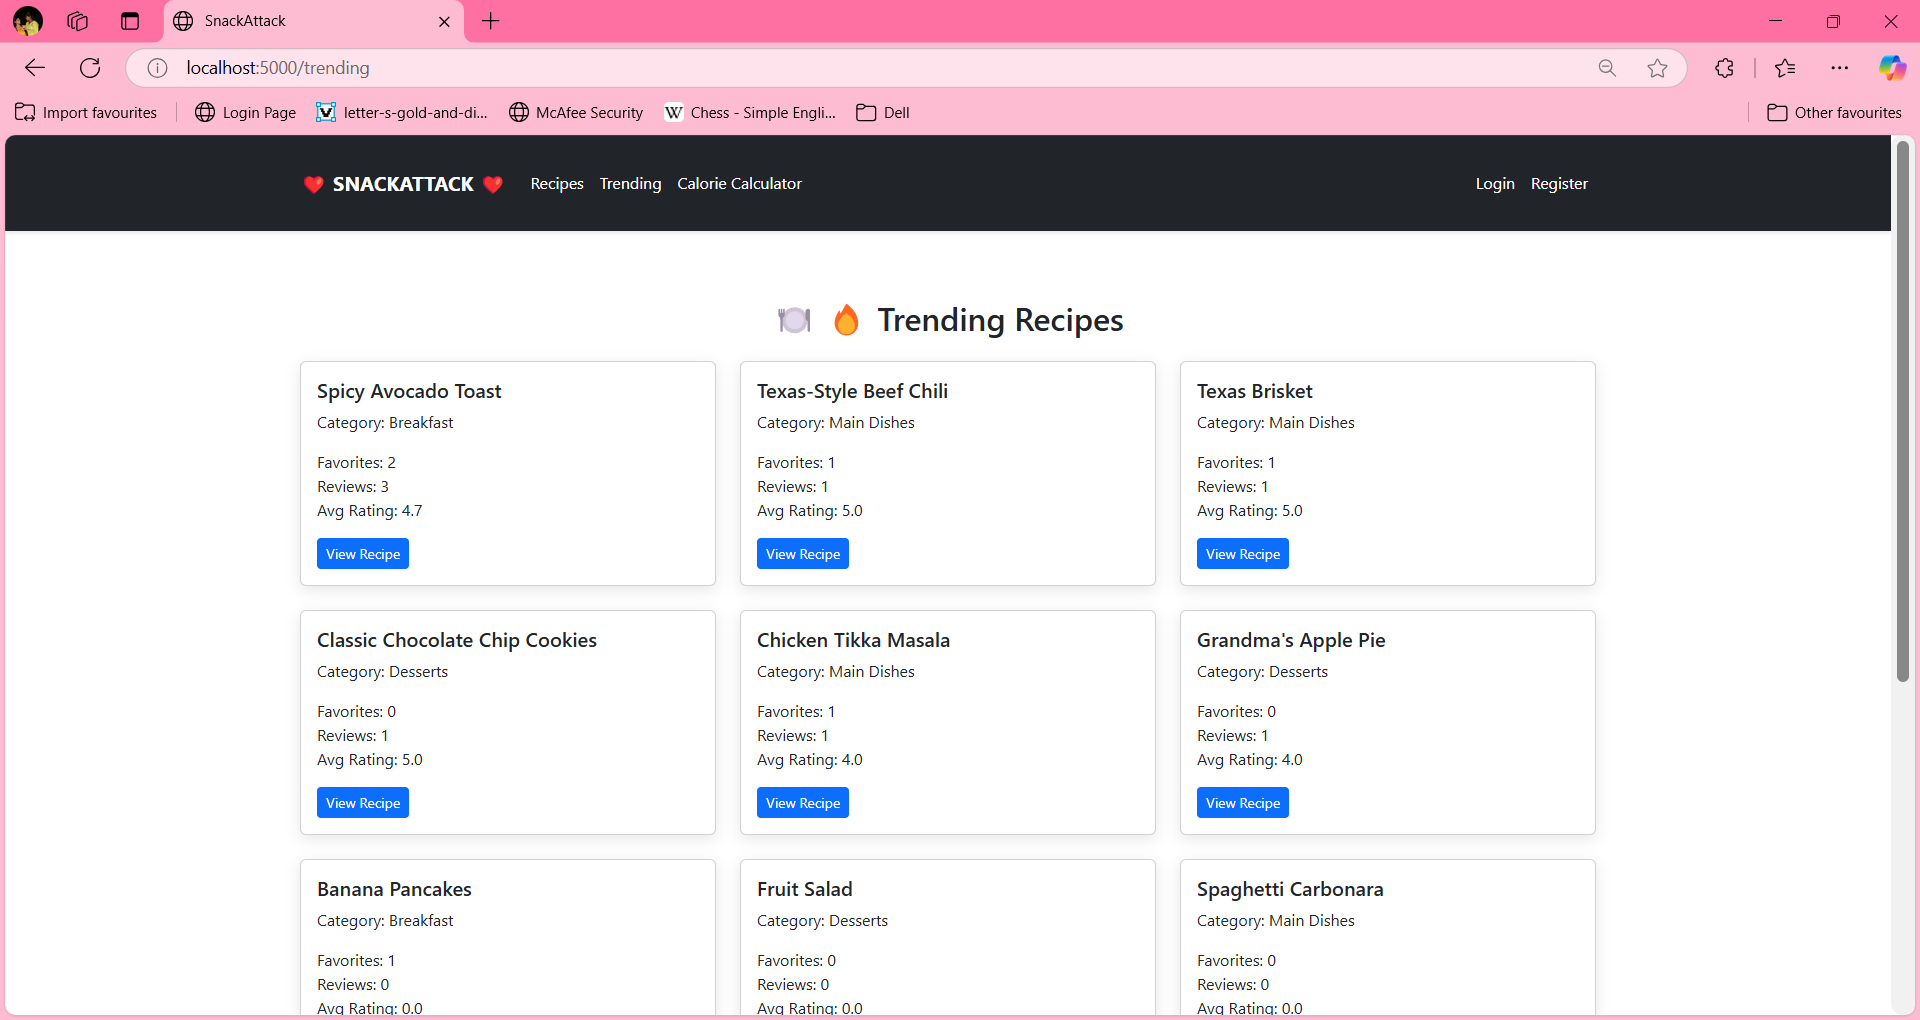 SnackAttack
localhost:5000/trending
Import favourites
Login Page
letter-s-gold-and-di...
McAfee Security
W Chess - Simple Engli...
Dell
Other favourites
SNACKATTACK
Recipes Trending Calorie Calculator
Login Register
Trending Recipes
Spicy Avocado Toast
Category: Breakfast
Favorites: 2
Reviews: 3
Avg Rating: 4.7
View Recipe
Texas-Style Beef Chili
Category: Main Dishes
Favorites: 1
Reviews: 1
Avg Rating: 5.0
View Recipe
Texas Brisket
Category: Main Dishes
Favorites: 1
Reviews: 1
Avg Rating: 5.0
View Recipe
Classic Chocolate Chip Cookies
Category: Desserts
Favorites: 0
Reviews: 1
Avg Rating: 5.0
View Recipe
Chicken Tikka Masala
Category: Main Dishes
Favorites: 1
Reviews: 1
Avg Rating: 4.0
View Recipe
Grandma's Apple Pie
Category: Desserts
Favorites: 0
Reviews: 1
Avg Rating: 4.0
View Recipe
Banana Pancakes
Category: Breakfast
Favorites: 1
Reviews: 0
Avg Rating: 0.0
Fruit Salad
Category: Desserts
Favorites: 0
Reviews: 0
Avg Rating: 0.0
Spaghetti Carbonara
Category: Main Dishes
Favorites: 0
Reviews: 0
Avg Rating: 0.0